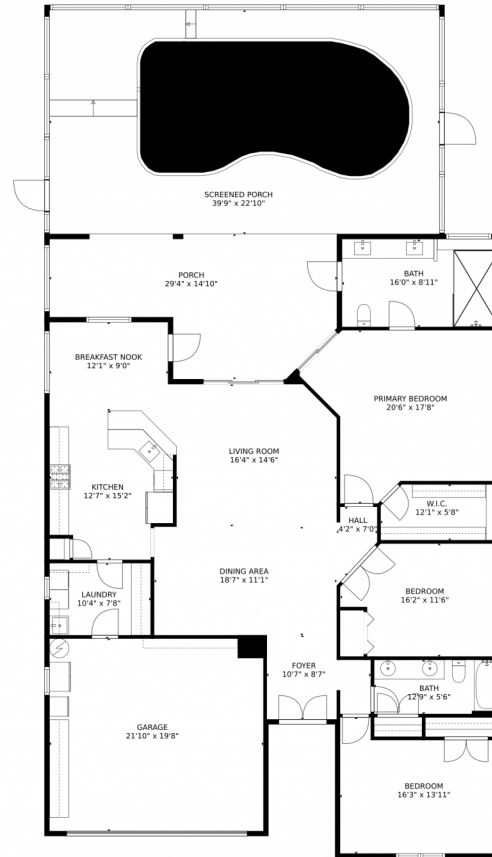 SCREENED PORCH
39'9" x 22'10"
PORCH
29'4" x 14'10"
BATH
16'0" x 8'11"
BREAKFAST NOOK
12'1" x 9'0"
PRIMARY BEDROOM
20'6" x 17'8"
LIVING ROOM
16'4" x 14'6"
KITCHEN
12'7" x 15'2"
W.I.C.
12'1" x 5'8"
HALL
4'2" x 7'0"
DINING AREA
18'7" x 11'1"
LAUNDRY
10'4" x 7'8"
BEDROOM
16'2" x 11'6"
FOYER
10'7" x 8'7"
BATH
12'9" x 5'6"
GARAGE
21'10" x 19'8"
BEDROOM
16'3" x 13'11"